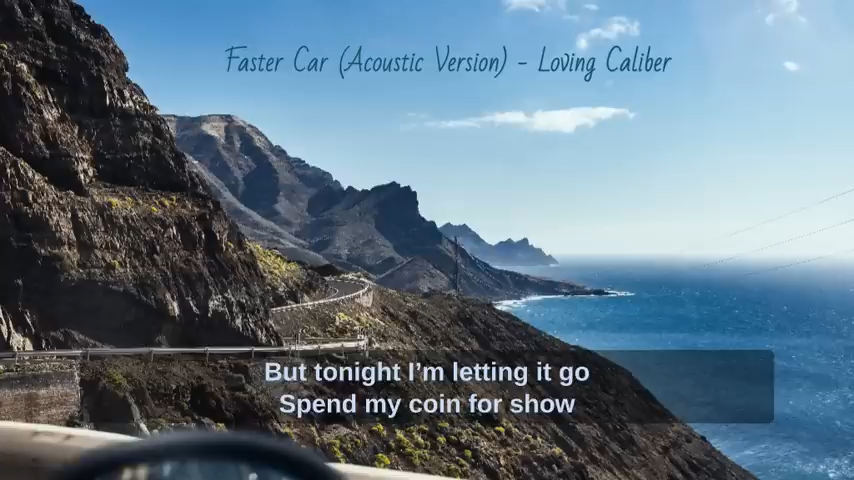 Faster Car (Acoustic Version) - Loving Caliber
But tonight I’m letting it go
Spend my coin for show